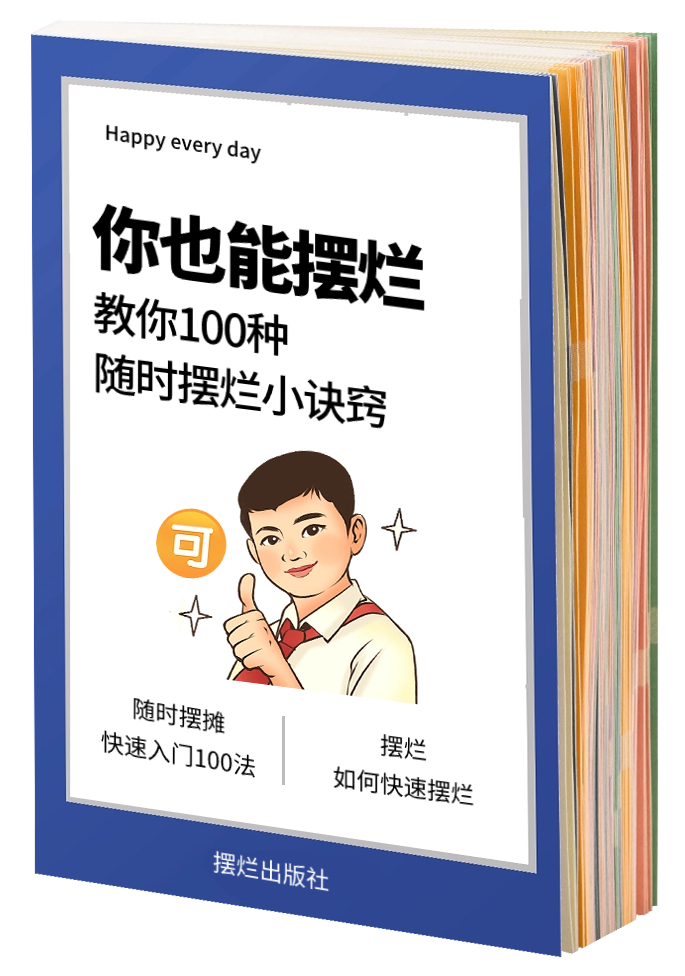 Happy every day
你也能摆烂
教你100种
随时摆烂小诀窍
可
随时摆摊
快速入门100法
摆烂
如何快速摆烂
摆烂出版社